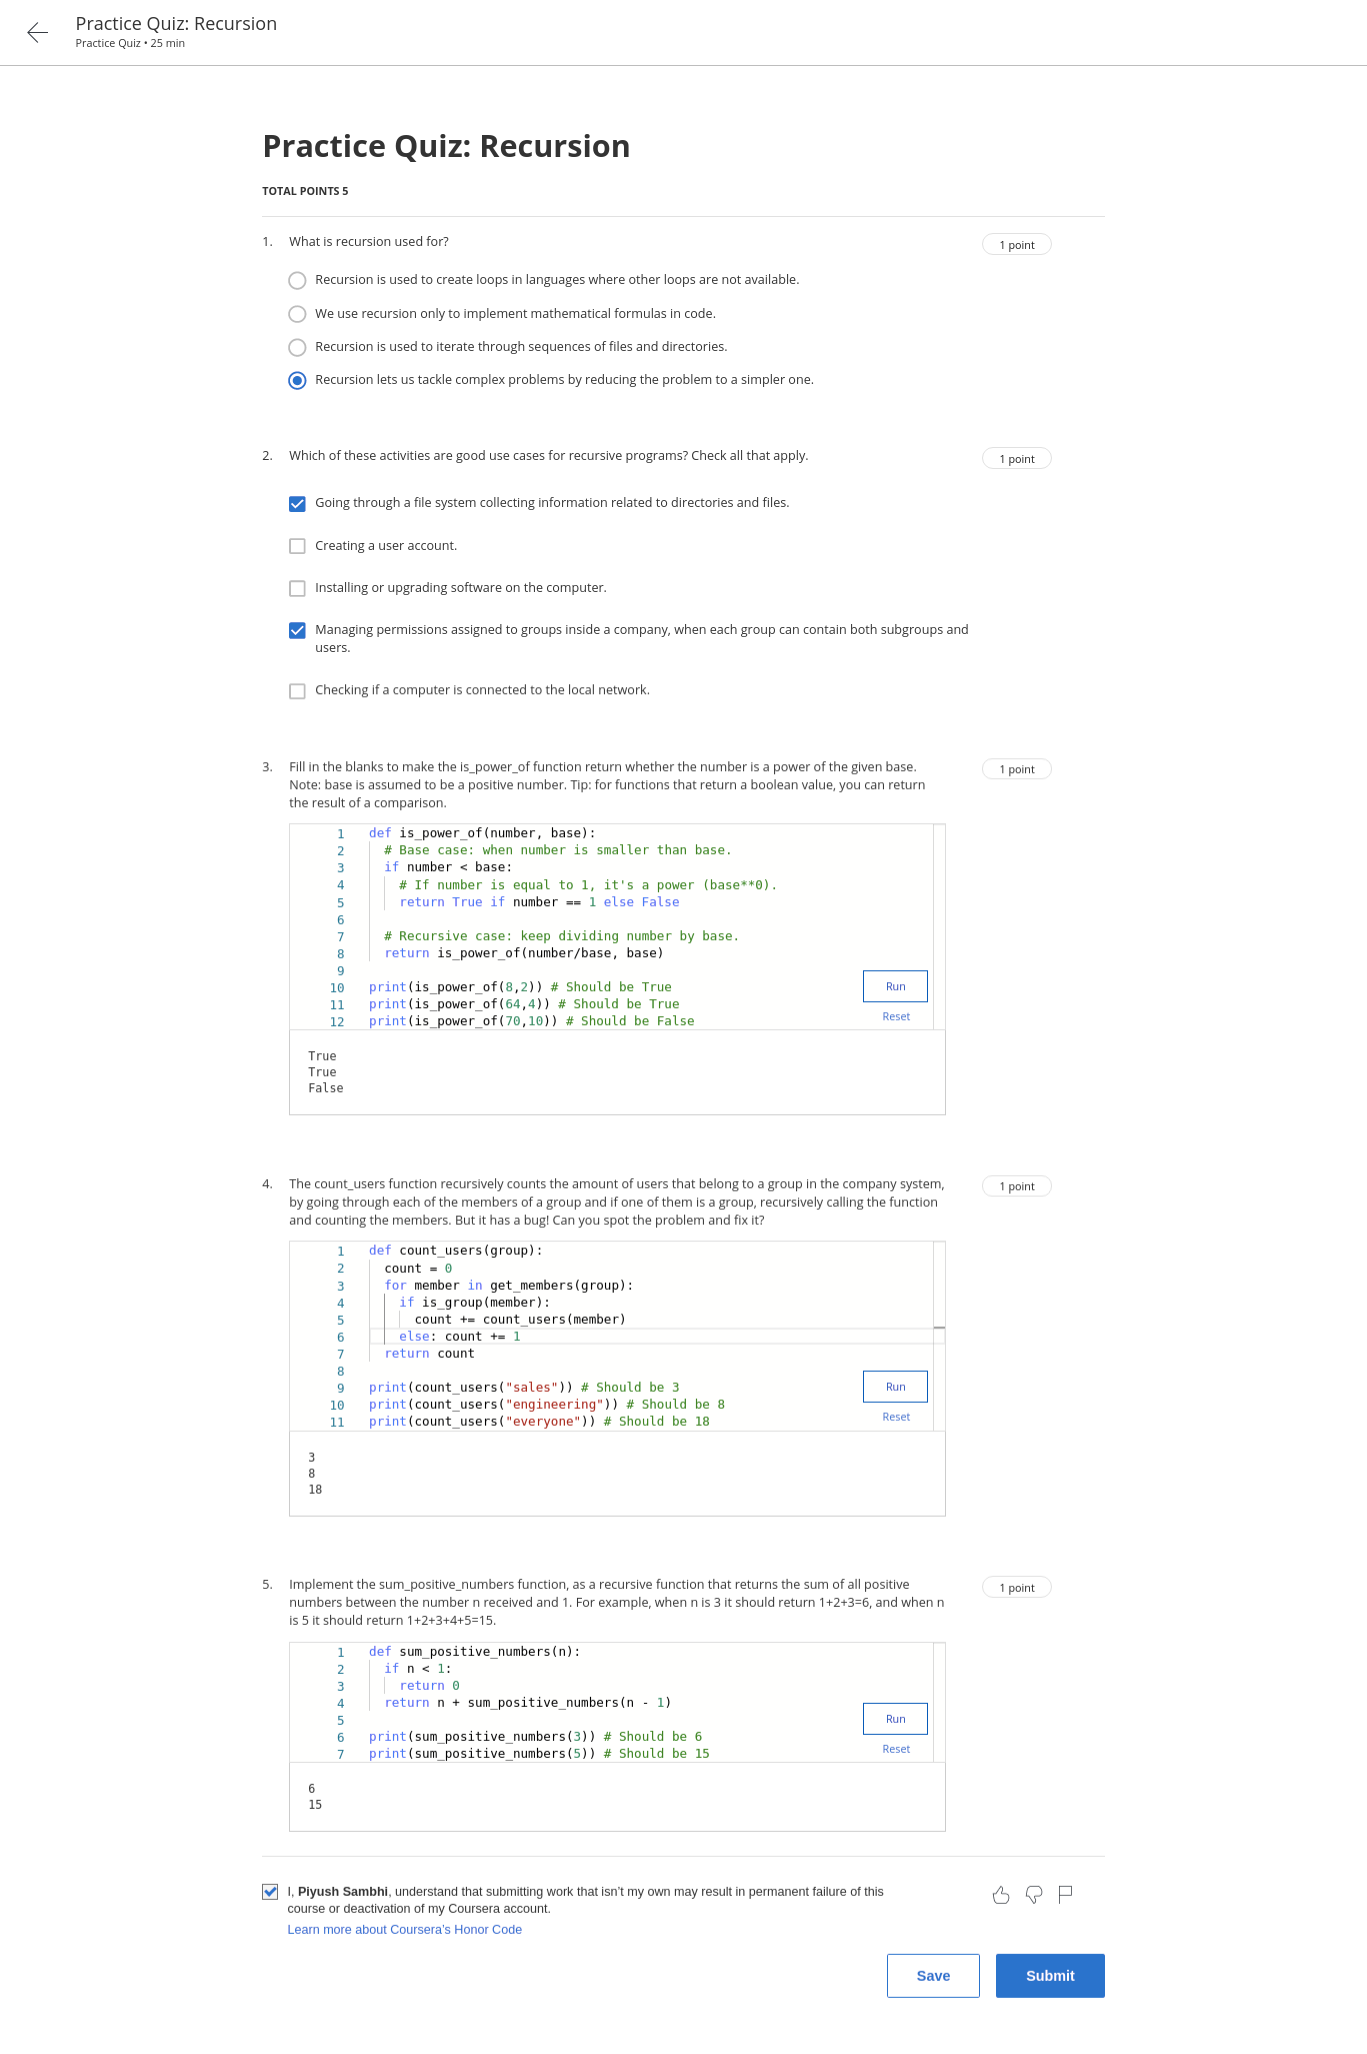 Practice Quiz: Recursion
Practice Quiz • 25 min
Practice Quiz: Recursion
TOTAL POINTS 5
1. What is recursion used for?
1 point
Recursion is used to create loops in languages where other loops are not available.
We use recursion only to implement mathematical formulas in code.
Recursion is used to iterate through sequences of files and directories.
Recursion lets us tackle complex problems by reducing the problem to a simpler one.
2. Which of these activities are good use cases for recursive programs? Check all that apply.
1 point
Going through a file system collecting information related to directories and files.
Creating a user account.
Installing or upgrading software on the computer.
Managing permissions assigned to groups inside a company, when each group can contain both subgroups and
users.
Checking if a computer is connected to the local network.
3. Fill in the blanks to make the is_power_of function return whether the number is a power of the given base.
1 point
Note: base is assumed to be a positive number. Tip: for functions that return a boolean value, you can return
the result of a comparison.
1 def is_power_of(number, base):
2   # Base case: when number is smaller than base.
3   if number < base:
4     # If number is equal to 1, it's a power (base**0).
5     return True if number == 1 else False
6
7   # Recursive case: keep dividing number by base.
8   return is_power_of(number/base, base)
9
10 print(is_power_of(8,2)) # Should be True
Run
11 print(is_power_of(64,4)) # Should be True
12 print(is_power_of(70,10)) # Should be False
Reset
True
True
False
4. The count_users function recursively counts the amount of users that belong to a group in the company system,
1 point
by going through each of the members of a group and if one of them is a group, recursively calling the function
and counting the members. But it has a bug! Can you spot the problem and fix it?
1 def count_users(group):
2   count = 0
3   for member in get_members(group):
4     if is_group(member):
5       count += count_users(member)
6     else: count += 1
7   return count
8
9 print(count_users("sales")) # Should be 3
Run
10 print(count_users("engineering")) # Should be 8
11 print(count_users("everyone")) # Should be 18
Reset
3
8
18
5. Implement the sum_positive_numbers function, as a recursive function that returns the sum of all positive
1 point
numbers between the number n received and 1. For example, when n is 3 it should return 1+2+3=6, and when n
is 5 it should return 1+2+3+4+5=15.
1 def sum_positive_numbers(n):
2   if n < 1:
3     return 0
4   return n + sum_positive_numbers(n - 1)
5
Run
6 print(sum_positive_numbers(3)) # Should be 6
7 print(sum_positive_numbers(5)) # Should be 15
Reset
6
15
I, Piyush Sambhi, understand that submitting work that isn’t my own may result in permanent failure of this
course or deactivation of my Coursera account.
Learn more about Coursera’s Honor Code
Save
Submit